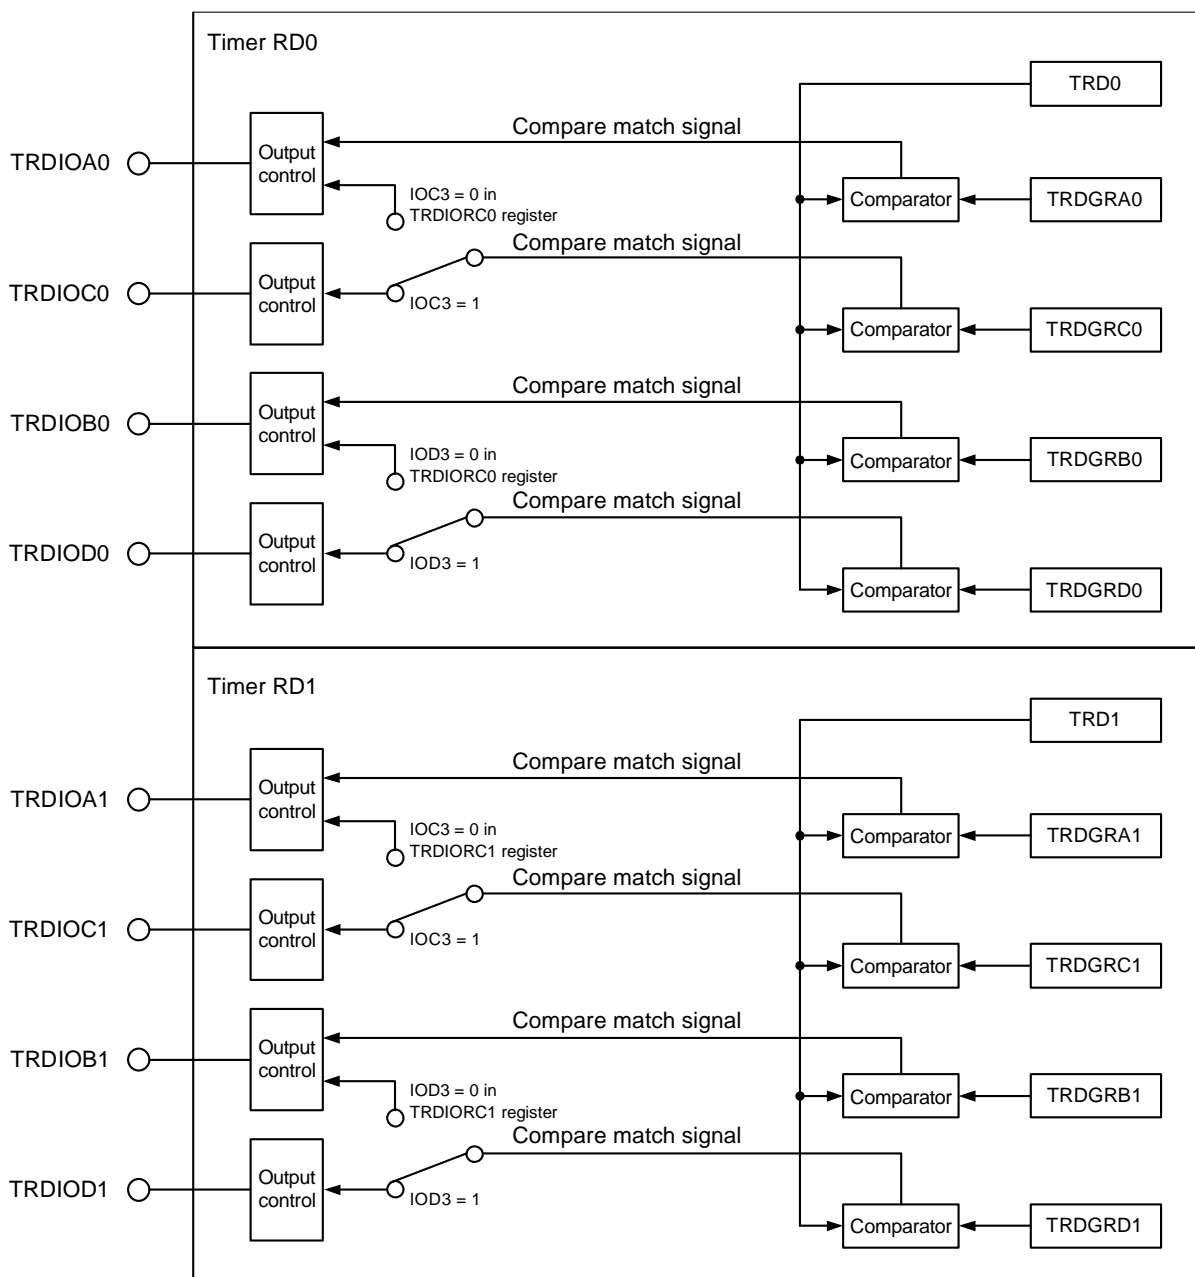 Timer RD0
TRD0
Compare match signal
TRDIOA0
Output
control
IOC3 = 0 in
TRDIORC0 register
Comparator
TRDGRA0
Compare match signal
TRDIOC0
Output
control
IOC3 = 1
Comparator
TRDGRC0
Compare match signal
TRDIOB0
Output
control
IOD3 = 0 in
TRDIORC0 register
Comparator
TRDGRB0
Compare match signal
TRDIOD0
Output
control
IOD3 = 1
Comparator
TRDGRD0
Timer RD1
TRD1
Compare match signal
TRDIOA1
Output
control
IOC3 = 0 in
TRDIORC1 register
Comparator
TRDGRA1
Compare match signal
TRDIOC1
Output
control
IOC3 = 1
Comparator
TRDGRC1
Compare match signal
TRDIOB1
Output
control
IOD3 = 0 in
TRDIORC1 register
Comparator
TRDGRB1
Compare match signal
TRDIOD1
Output
control
IOD3 = 1
Comparator
TRDGRD1